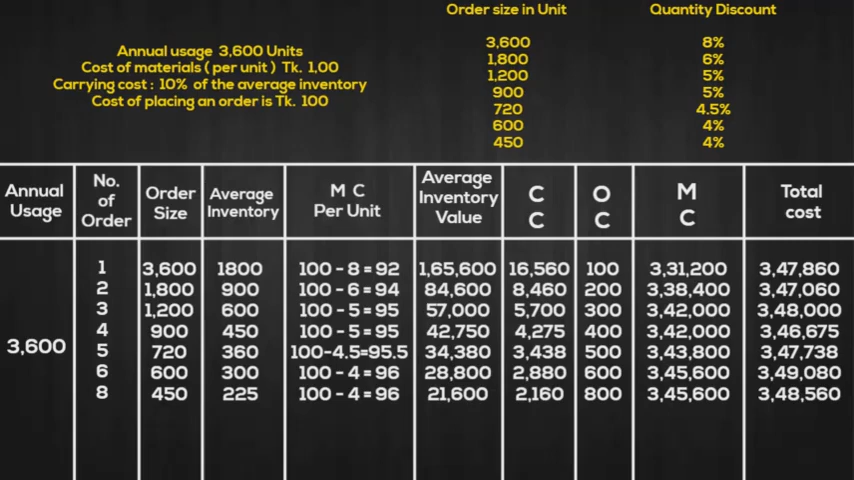 Order size in Unit Quantity Discount
3,600 8%
1,800 6%
1,200 5%
900 5%
720 4.5%
600 4%
450 4%
Annual usage 3,600 Units
Cost of materials ( per unit ) Tk. 1,00
Carrying cost : 10% of the average inventory
Cost of placing an order is Tk. 100
Annual Usage No. of Order Order Size Average Inventory M C Per Unit Average Inventory Value C C O C M C Total cost
3,600
1 3,600 1800 100 - 8 = 92 1,65,600 16,560 100 3,31,200 3,47,860
2 1,800 900 100 - 6 = 94 84,600 8,460 200 3,38,400 3,47,060
3 1,200 600 100 - 5 = 95 57,000 5,700 300 3,42,000 3,48,000
4 900 450 100 - 5 = 95 42,750 4,275 400 3,42,000 3,46,675
5 720 360 100-4.5=95.5 34,380 3,438 500 3,43,800 3,47,738
6 600 300 100 - 4 = 96 28,800 2,880 600 3,45,600 3,49,080
8 450 225 100 - 4 = 96 21,600 2,160 800 3,45,600 3,48,560